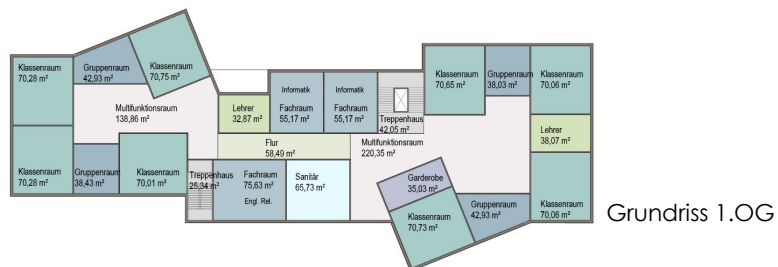 Klassenraum
70,28 m²
Gruppenraum
42,93 m²
Klassenraum
70,75 m²
Multifunktionsraum
138,86 m²
Klassenraum
70,28 m²
Gruppenraum
38,43 m²
Klassenraum
70,01 m²
Treppenhaus
25,34 m²
Lehrer
32,87 m²
Informatik
Fachraum
55,17 m²
Informatik
Fachraum
55,17 m²
Treppenhaus
42,05 m²
Flur
58,49 m²
Multifunktionsraum
220,35 m²
Fachraum
75,63 m²
Engl. Rel.
Sanitär
65,73 m²
Klassenraum
70,65 m²
Gruppenraum
38,03 m²
Klassenraum
70,06 m²
Lehrer
38,07 m²
Garderobe
35,03 m²
Klassenraum
70,73 m²
Gruppenraum
42,93 m²
Klassenraum
70,06 m²
Grundriss 1.OG